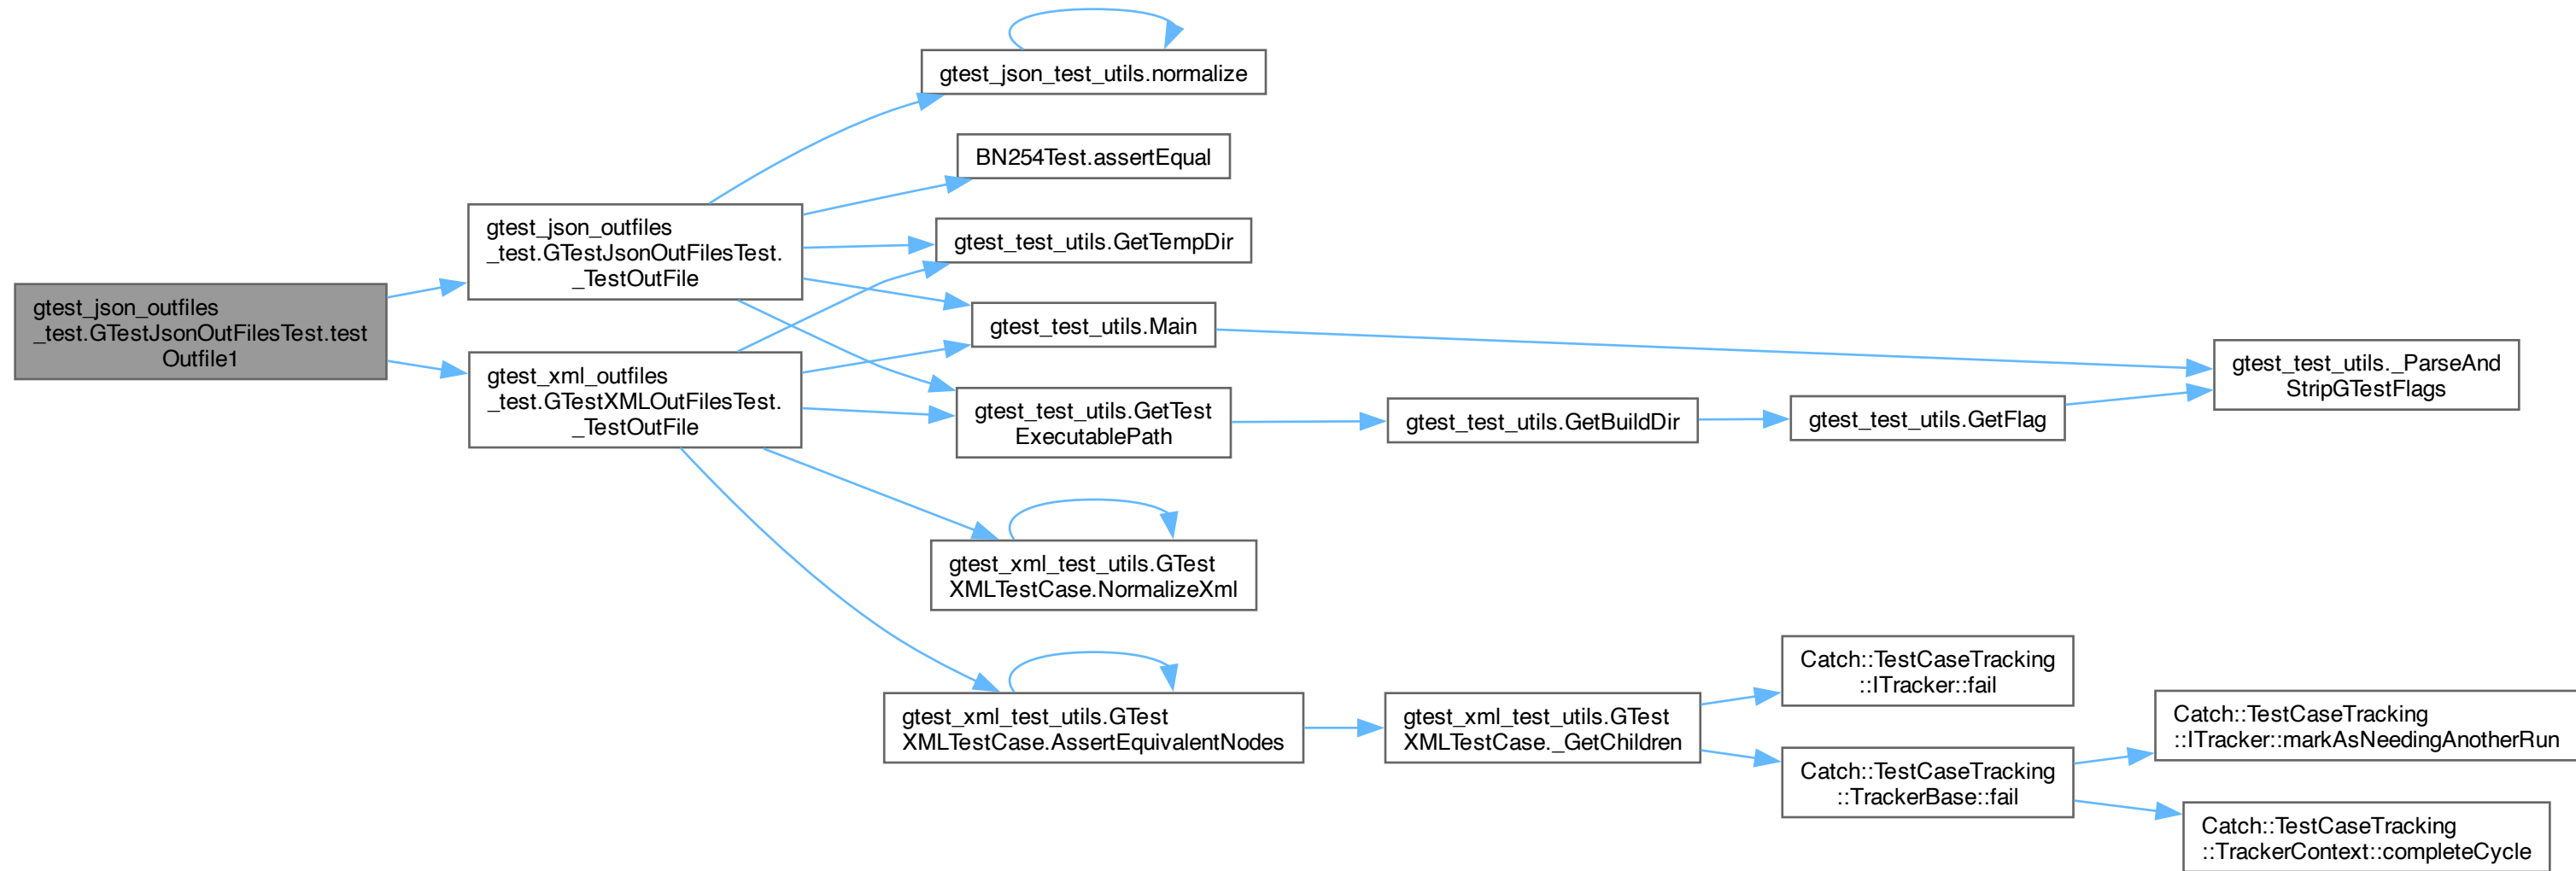 gtest_json_outfiles
_test.GTestJsonOutFilesTest.test
Outfile1
gtest_json_outfiles
_test.GTestJsonOutFilesTest.
_TestOutFile
gtest_xml_outfiles
_test.GTestXMLOutFilesTest.
_TestOutFile
gtest_json_test_utils.normalize
BN254Test.assertEqual
gtest_test_utils.GetTempDir
gtest_test_utils.Main
gtest_test_utils.GetTest
ExecutablePath
gtest_xml_test_utils.GTest
XMLTestCase.NormalizeXml
gtest_xml_test_utils.GTest
XMLTestCase.AssertEquivalentNodes
gtest_test_utils.GetBuildDir
gtest_xml_test_utils.GTest
XMLTestCase._GetChildren
gtest_test_utils.GetFlag
Catch::TestCaseTracking
::ITracker::fail
Catch::TestCaseTracking
::TrackerBase::fail
gtest_test_utils._ParseAnd
StripGTestFlags
Catch::TestCaseTracking
::ITracker::markAsNeedingAnotherRun
Catch::TestCaseTracking
::TrackerContext::completeCycle